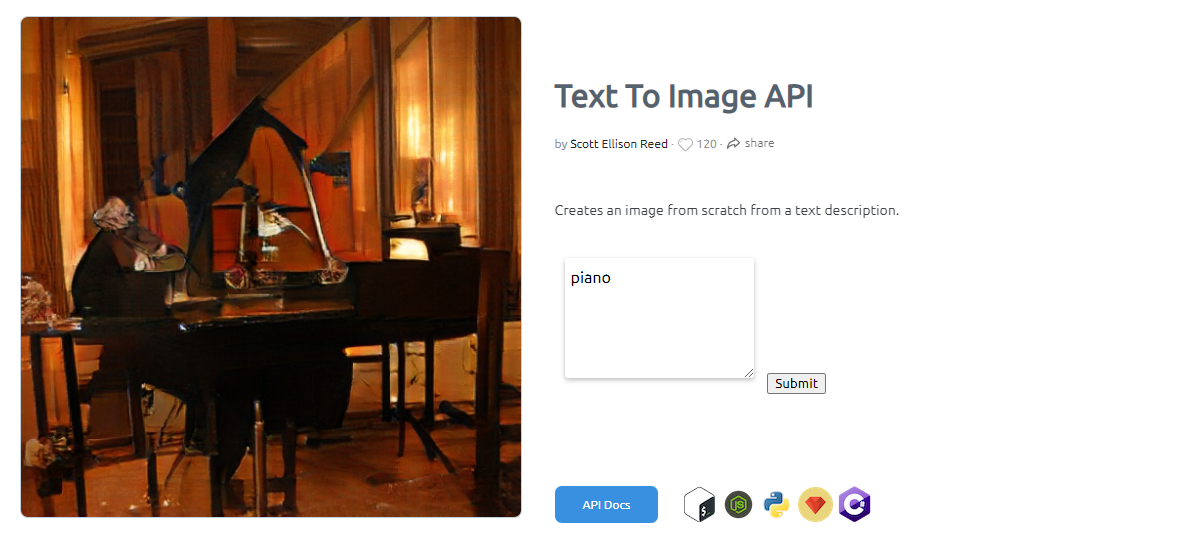 Text To Image API
by Scott Ellison Reed · 120 · share
Creates an image from scratch from a text description.
piano
Submit
API Docs
$_
JS
C#